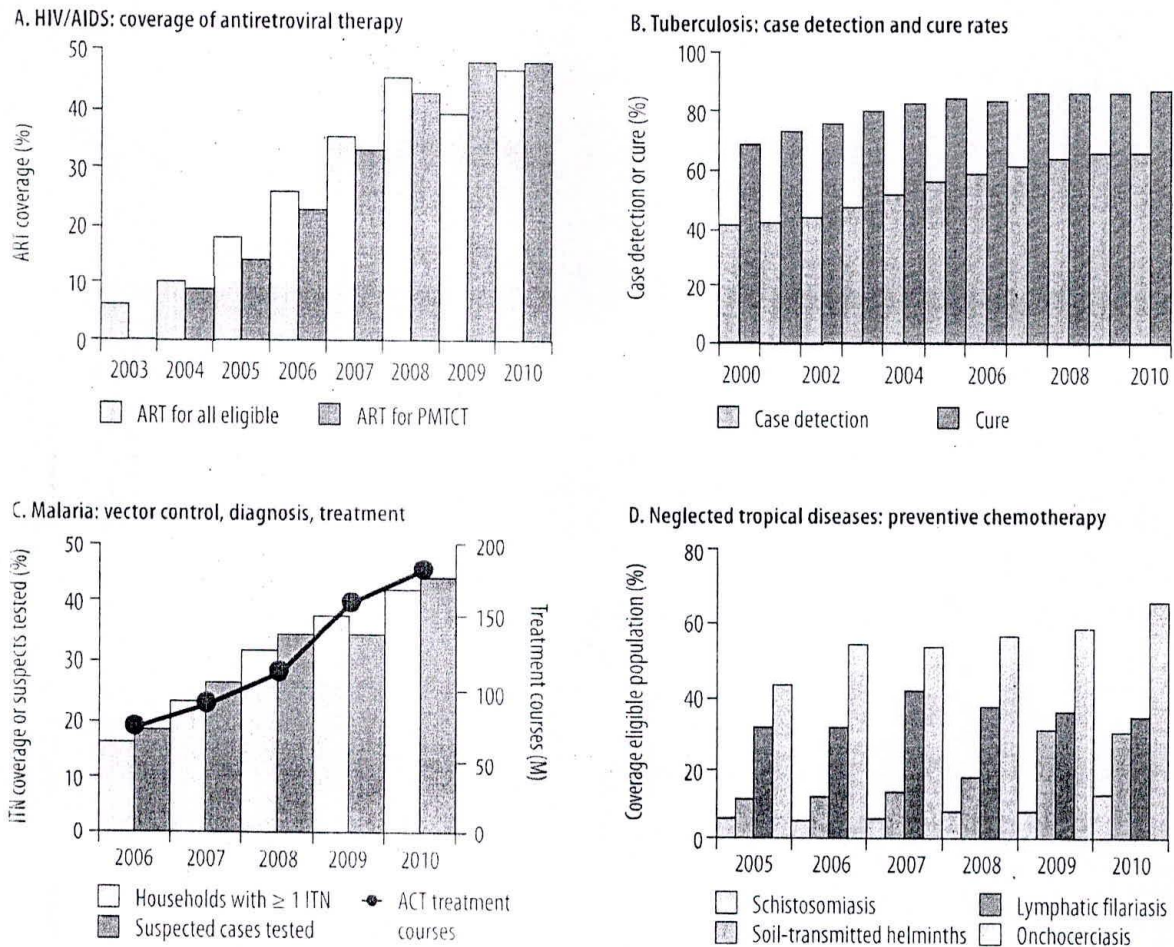 A. HIV/AIDS: coverage of antiretroviral therapy
50
40
30
20
10
0
ART coverage (%)
2003 2004 2005 2006 2007 2008 2009 2010
ART for all eligible ART for PMTCT
B. Tuberculosis: case detection and cure rates
100
80
60
40
20
0
Case detection or cure (%)
2000 2002 2004 2006 2008 2010
Case detection Cure
C. Malaria: vector control, diagnosis, treatment
50
40
30
20
10
0
ITN coverage or suspects tested (%)
200
150
100
50
0
Treatment courses (M)
2006 2007 2008 2009 2010
Households with ≥ 1 ITN ACT treatment
Suspected cases tested courses
D. Neglected tropical diseases: preventive chemotherapy
80
60
40
20
0
Coverage eligible population (%)
2005 2006 2007 2008 2009 2010
Schistosomiasis Lymphatic filariasis
Soil-transmitted helminths Onchocerciasis